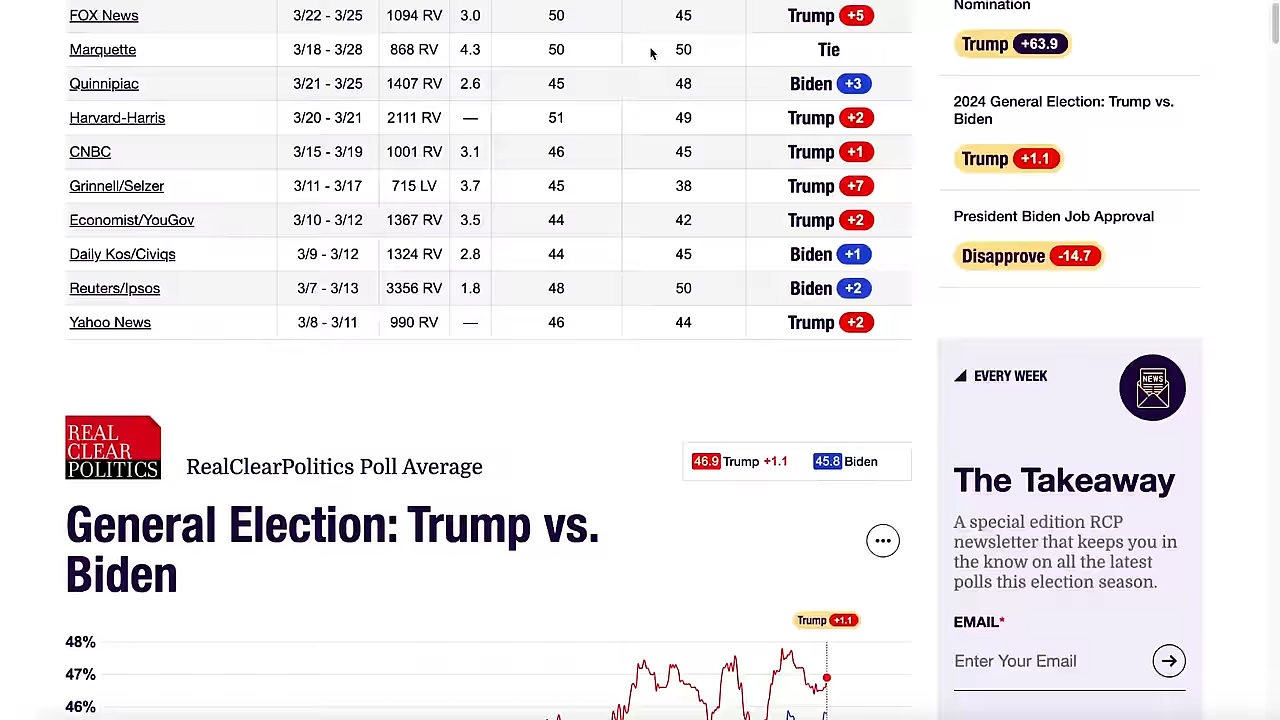 FOX News 3/22 - 3/25 1094 RV 3.0 50 45 Trump +5
Marquette 3/18 - 3/28 868 RV 4.3 50 50 Tie
Quinnipiac 3/21 - 3/25 1407 RV 2.6 45 48 Biden +3
Harvard-Harris 3/20 - 3/21 2111 RV — 51 49 Trump +2
CNBC 3/15 - 3/19 1001 RV 3.1 46 45 Trump +1
Grinnell/Selzer 3/11 - 3/17 715 LV 3.7 45 38 Trump +7
Economist/YouGov 3/10 - 3/12 1367 RV 3.5 44 42 Trump +2
Daily Kos/Civiqs 3/9 - 3/12 1324 RV 2.8 44 45 Biden +1
Reuters/Ipsos 3/7 - 3/13 3356 RV 1.8 48 50 Biden +2
Yahoo News 3/8 - 3/11 990 RV — 46 44 Trump +2
REAL
CLEAR
POLITICS
RealClearPolitics Poll Average
46.9 Trump +1.1 45.8 Biden
General Election: Trump vs.
Biden
Trump +1.1
48%
47%
46%
Nomination
Trump +63.9
2024 General Election: Trump vs.
Biden
Trump +1.1
President Biden Job Approval
Disapprove -14.7
EVERY WEEK
NEWS
The Takeaway
A special edition RCP
newsletter that keeps you in
the know on all the latest
polls this election season.
EMAIL*
Enter Your Email